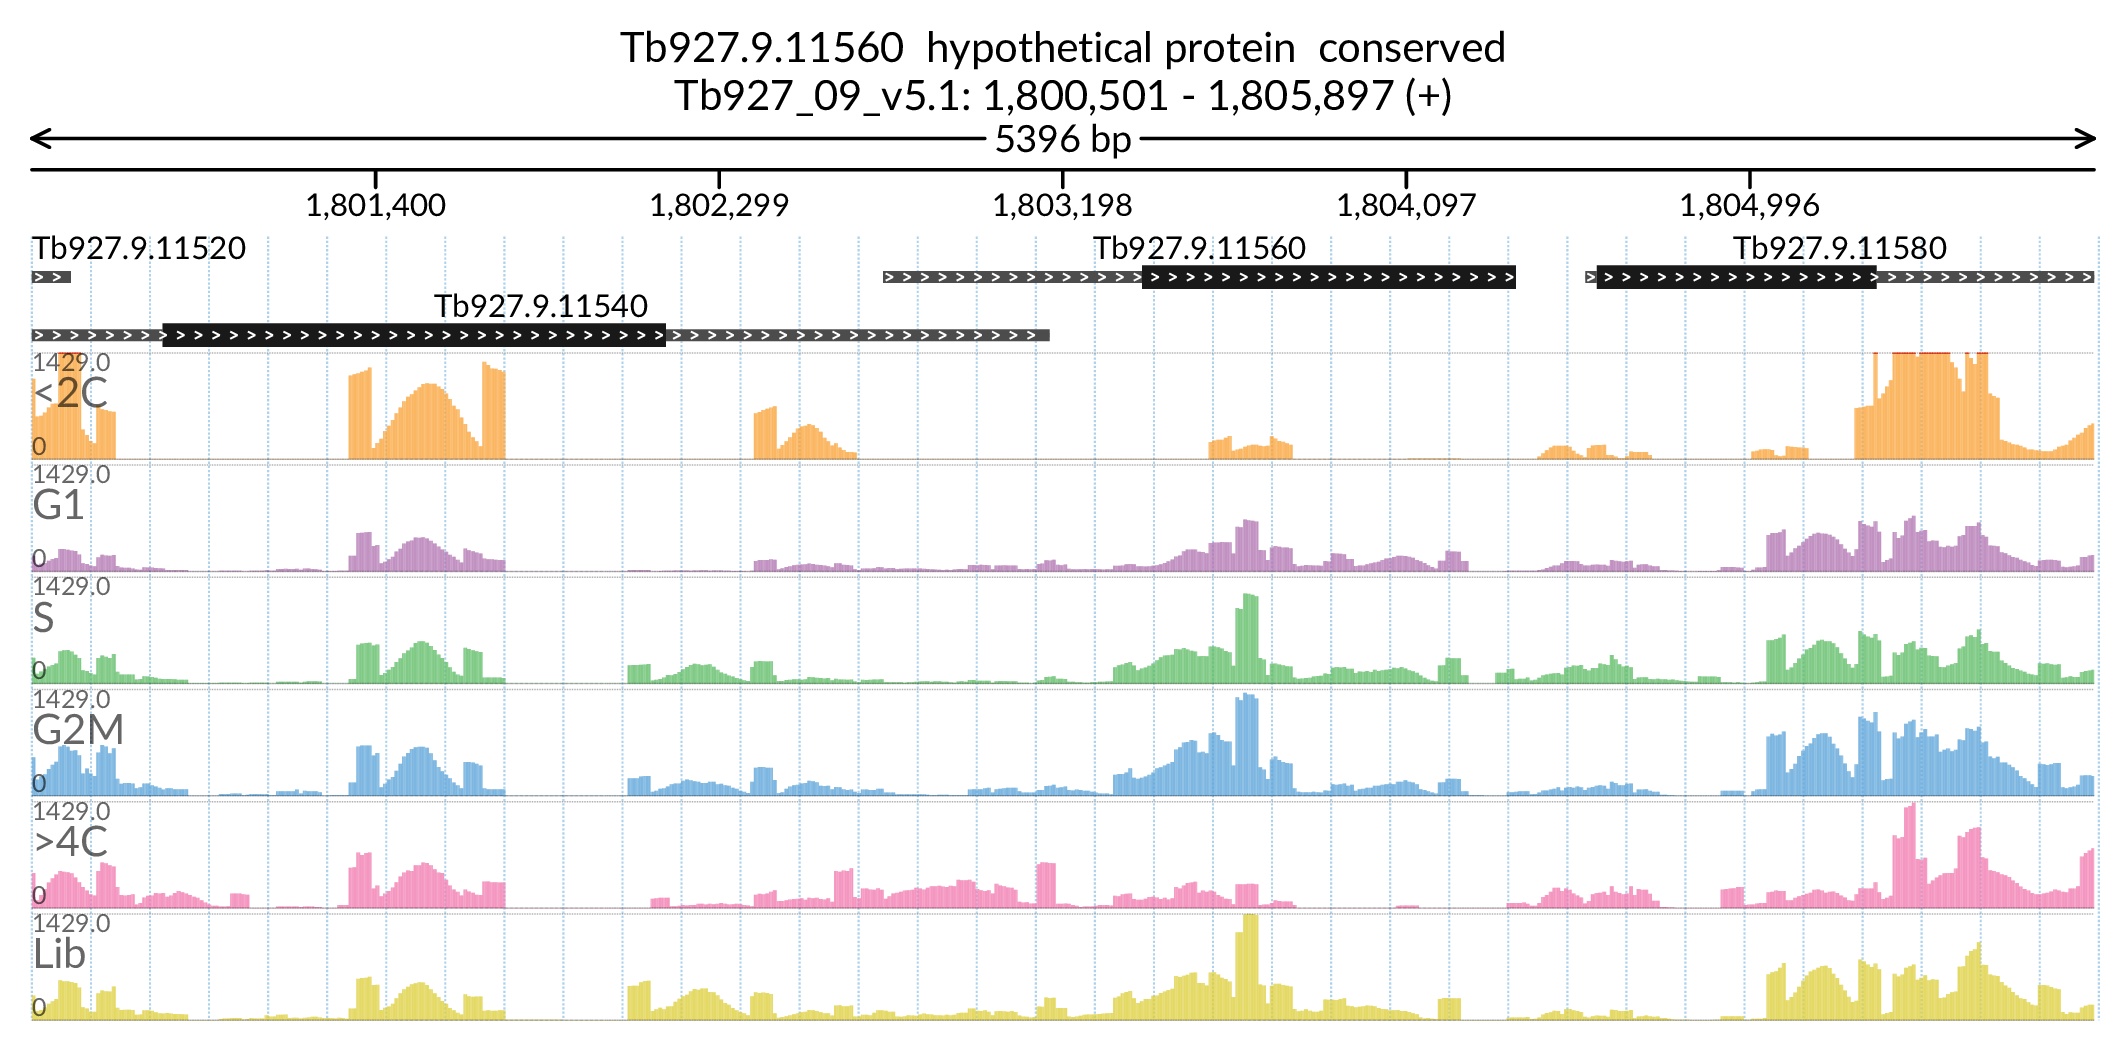 Tb927.9.11560  hypothetical protein  conserved
Tb927_09_v5.1: 1,800,501 - 1,805,897 (+)
5396 bp
1,801,400 1,802,299 1,803,198 1,804,097 1,804,996
Tb927.9.11520 Tb927.9.11560 Tb927.9.11580
Tb927.9.11540
1429.0
<2C
0
1429.0
G1
0
1429.0
S
0
1429.0
G2M
0
1429.0
>4C
0
1429.0
Lib
0